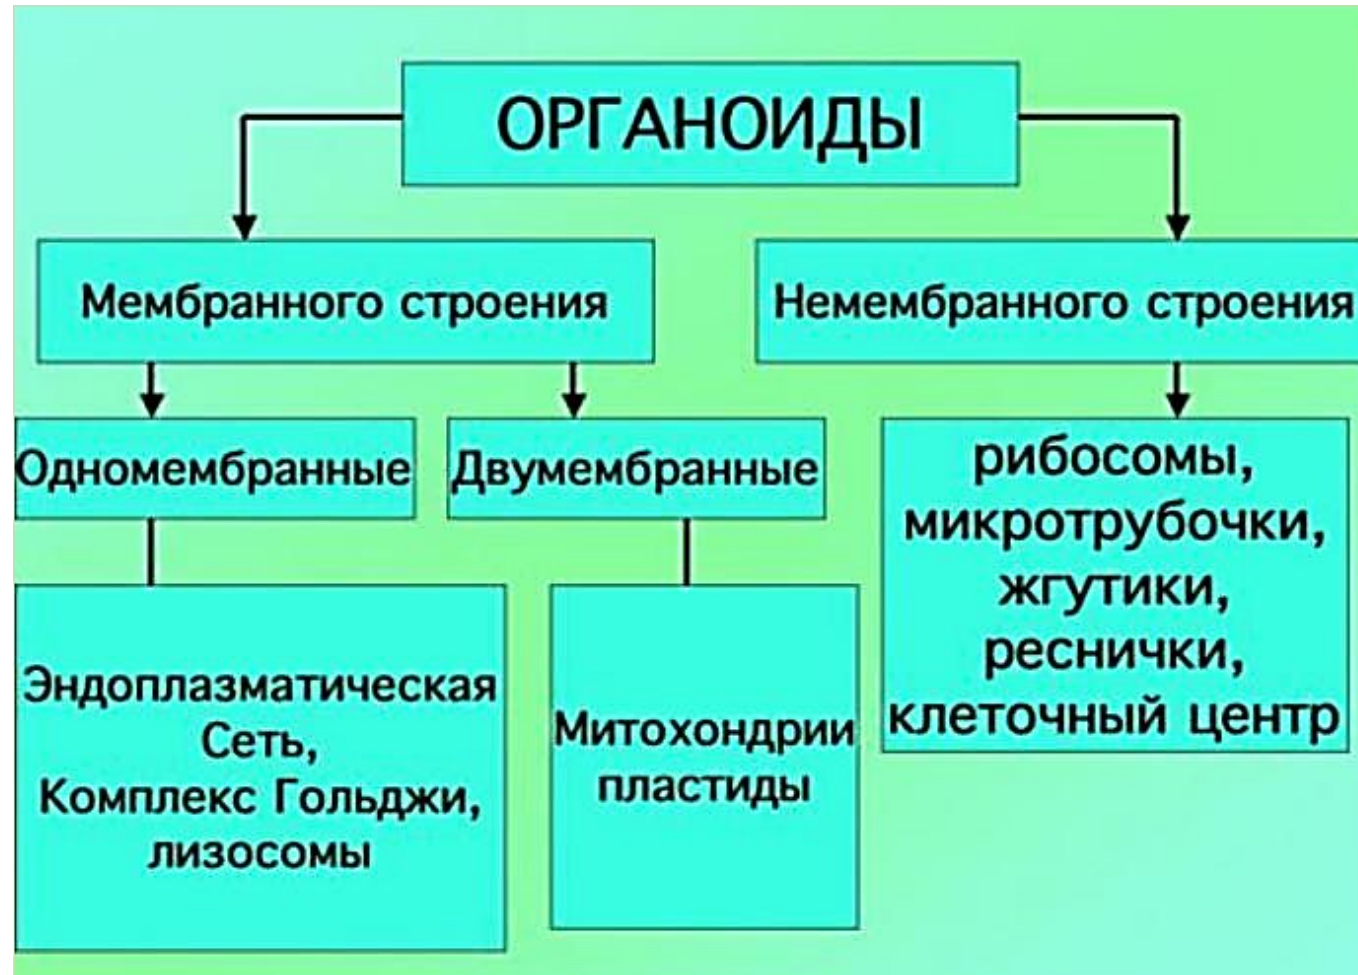 ОРГАНОИДЫ
Мембранного строения
Немембранного строения
Одномембранные
Двумембранные
рибосомы,
микротрубочки,
жгутики,
реснички,
клеточный центр
Эндоплазматическая
Сеть,
Комплекс Гольджи,
лизосомы
Митохондрии
пластиды